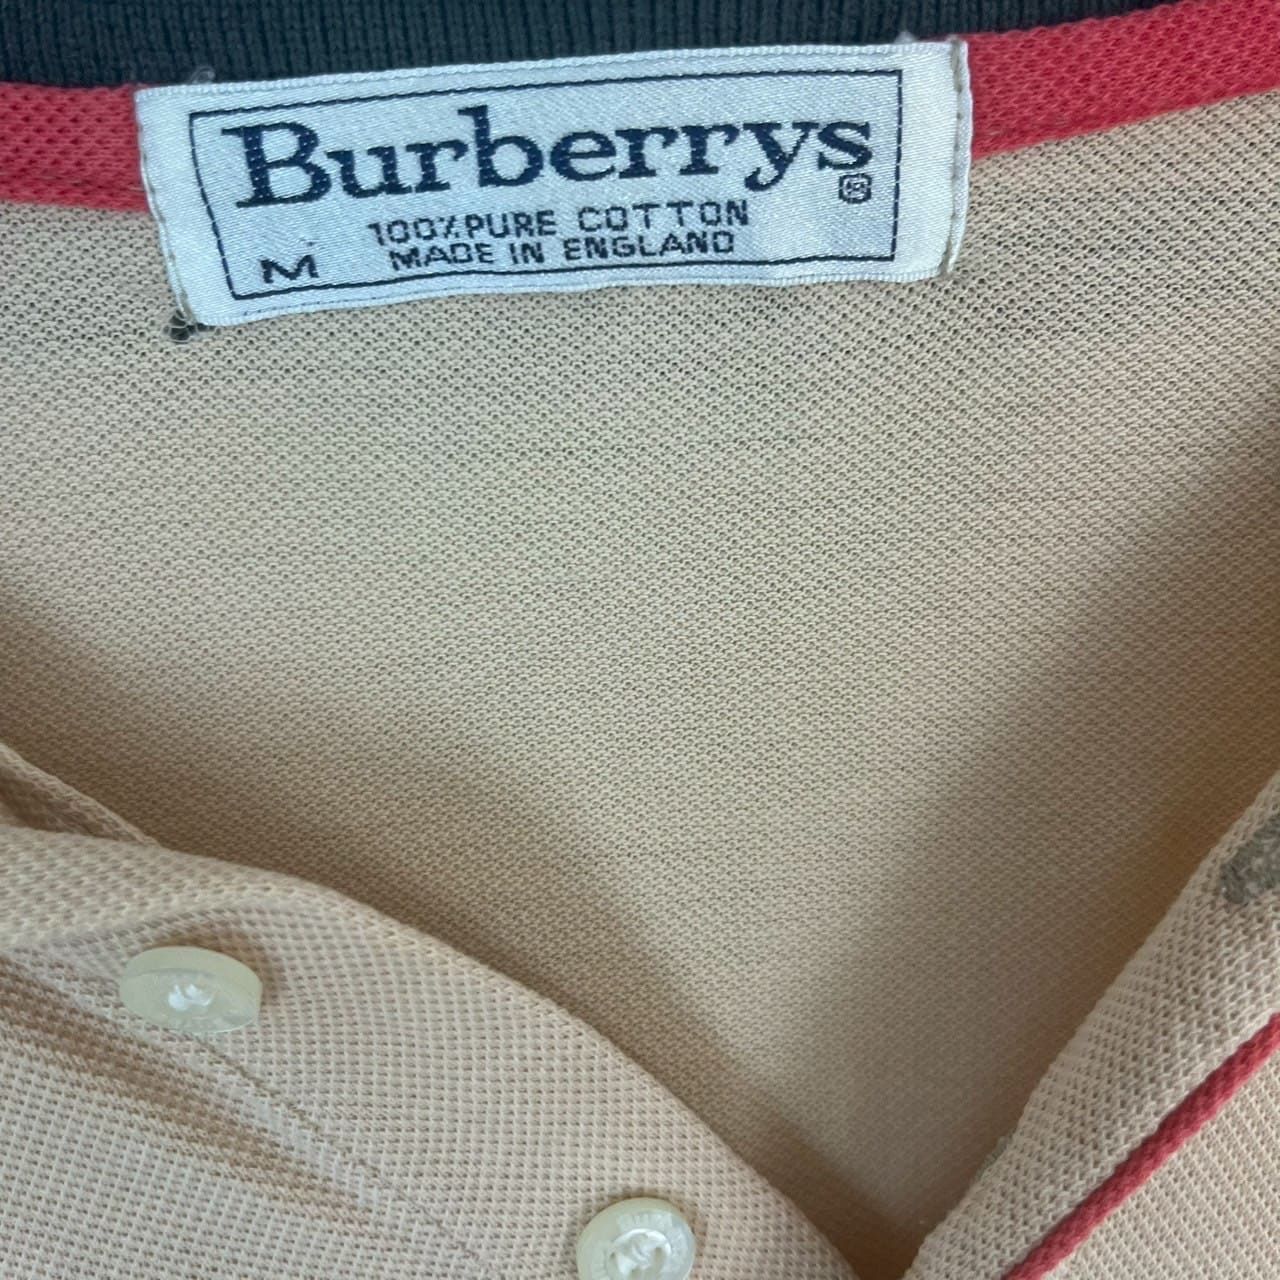 Burberrys
®
100% PURE COTTON
M MADE IN ENGLAND